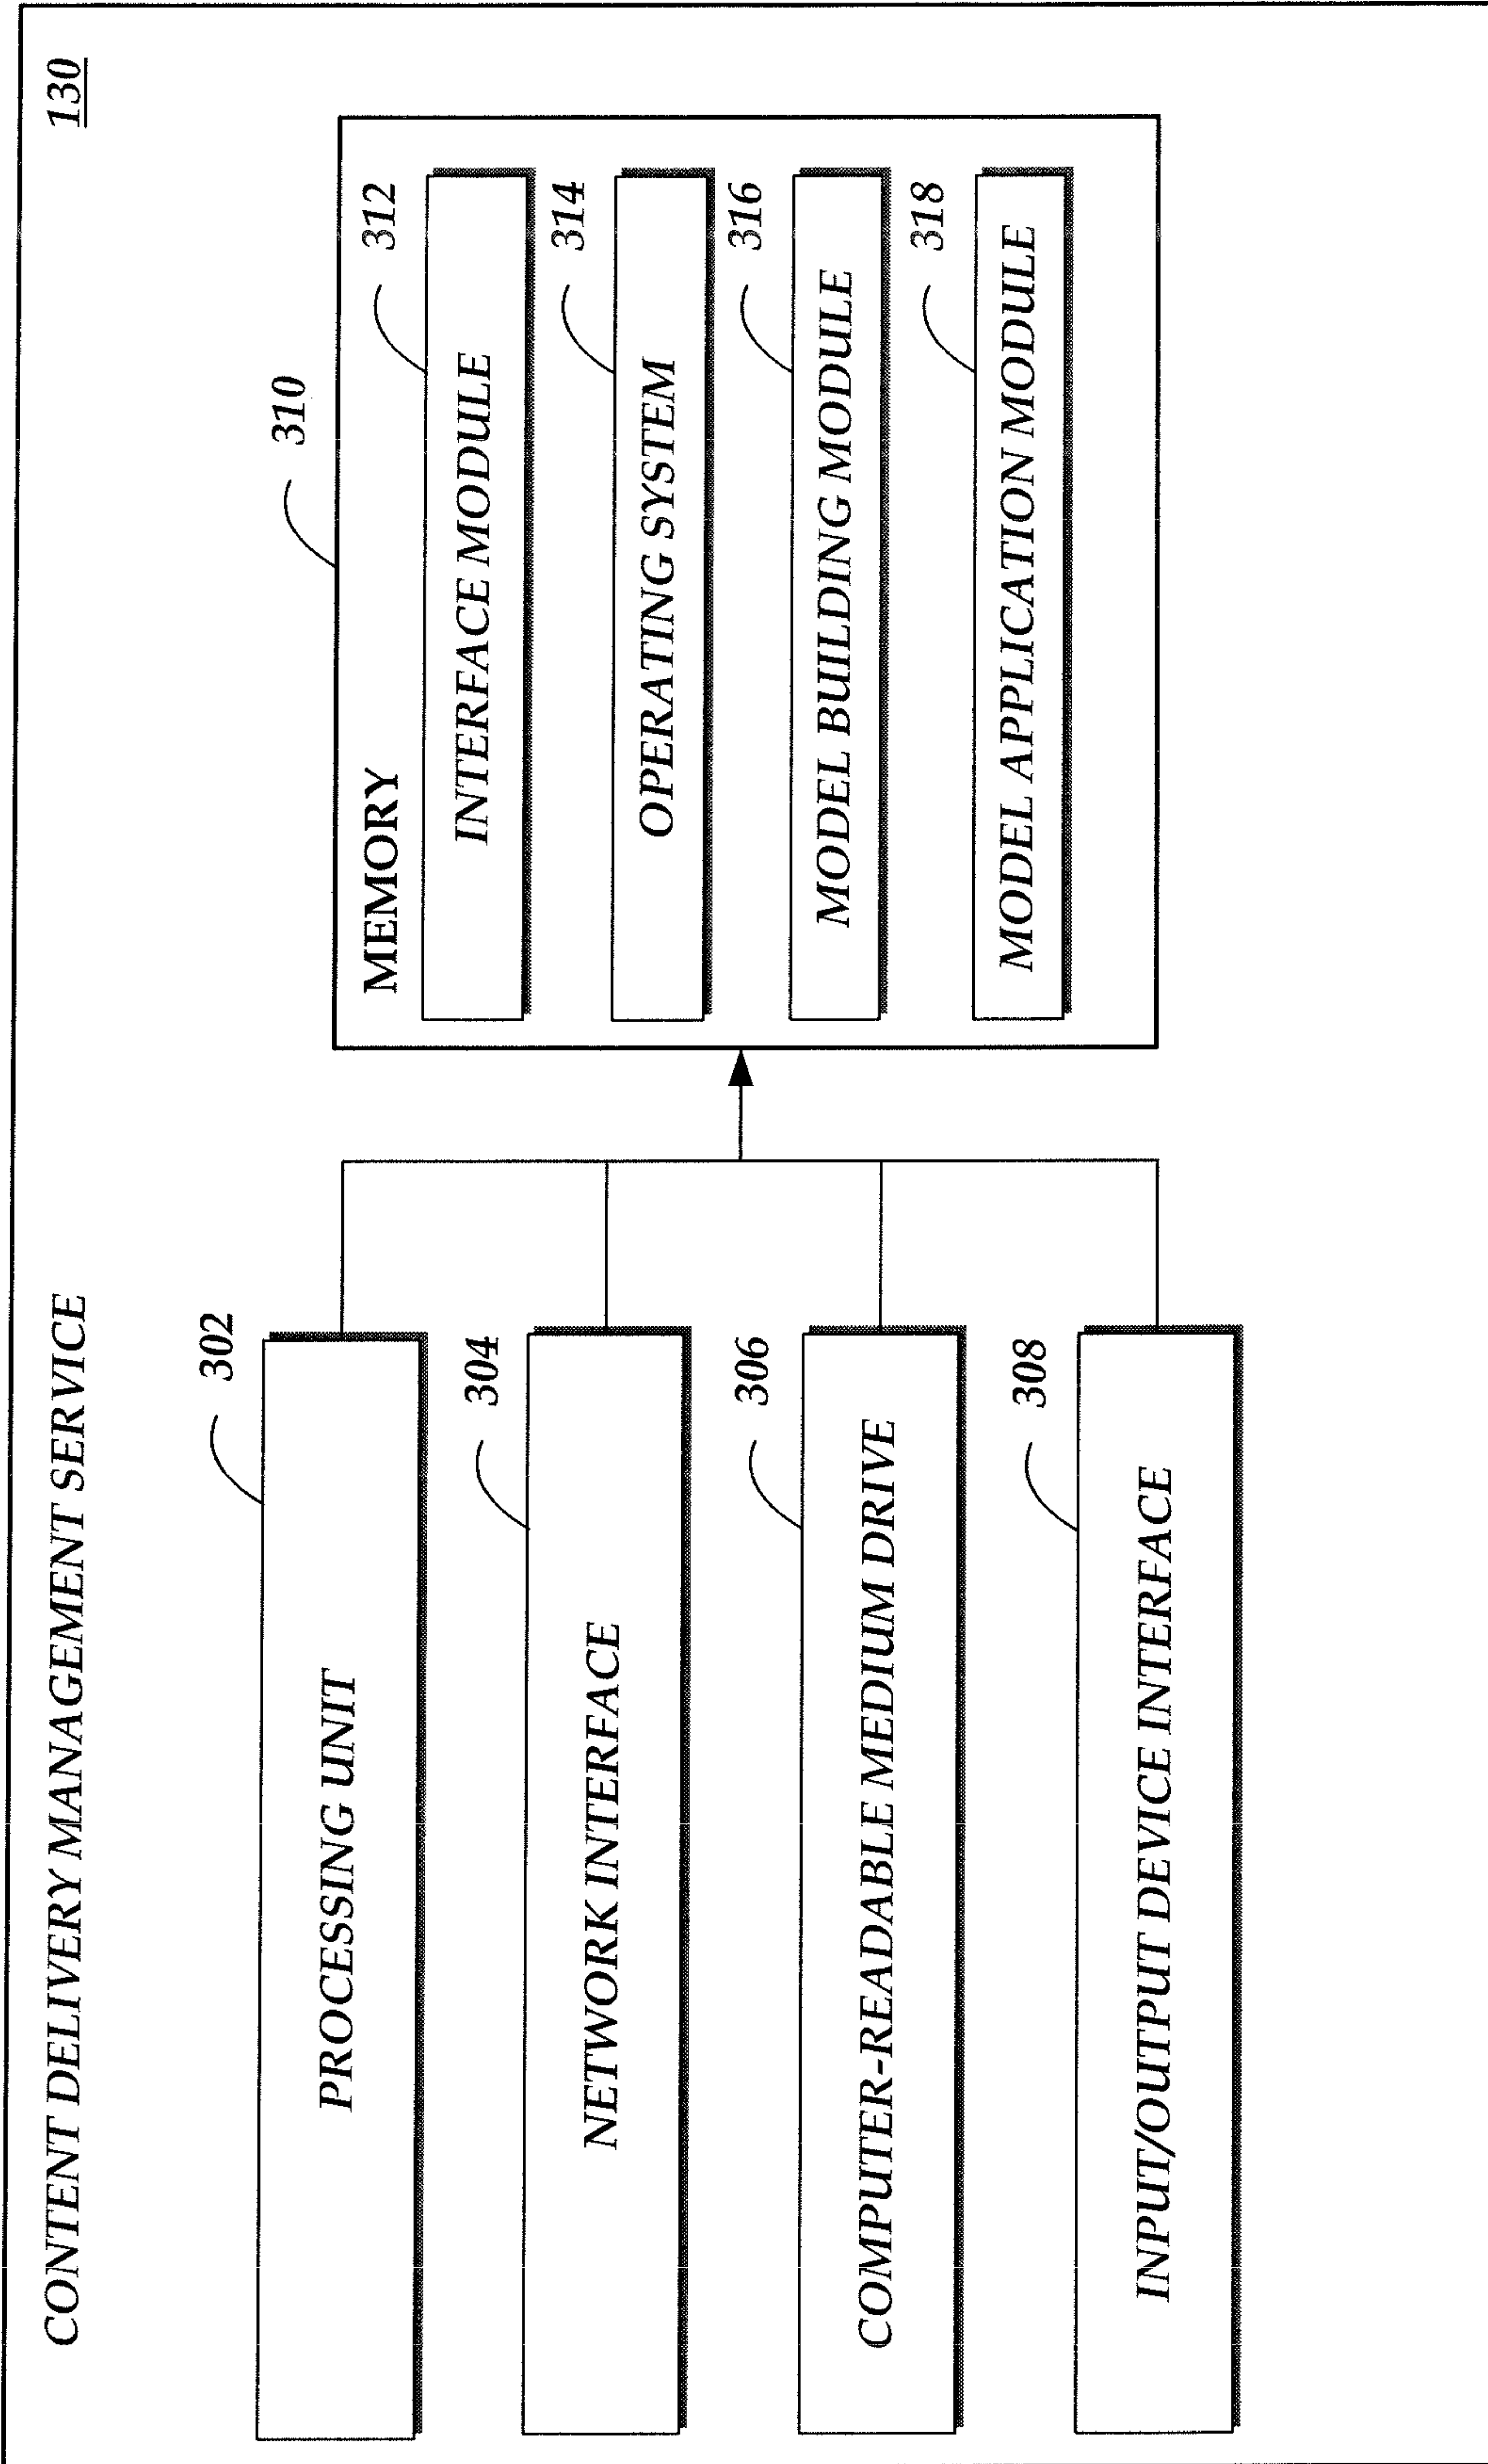 CONTENT DELIVERY MANAGEMENT SERVICE
130
302
PROCESSING UNIT
304
NETWORK INTERFACE
306
COMPUTER-READABLE MEDIUM DRIVE
308
INPUT/OUTPUT DEVICE INTERFACE
310
MEMORY
312
INTERFACE MODULE
314
OPERATING SYSTEM
316
MODEL BUILDING MODULE
318
MODEL APPLICATION MODULE